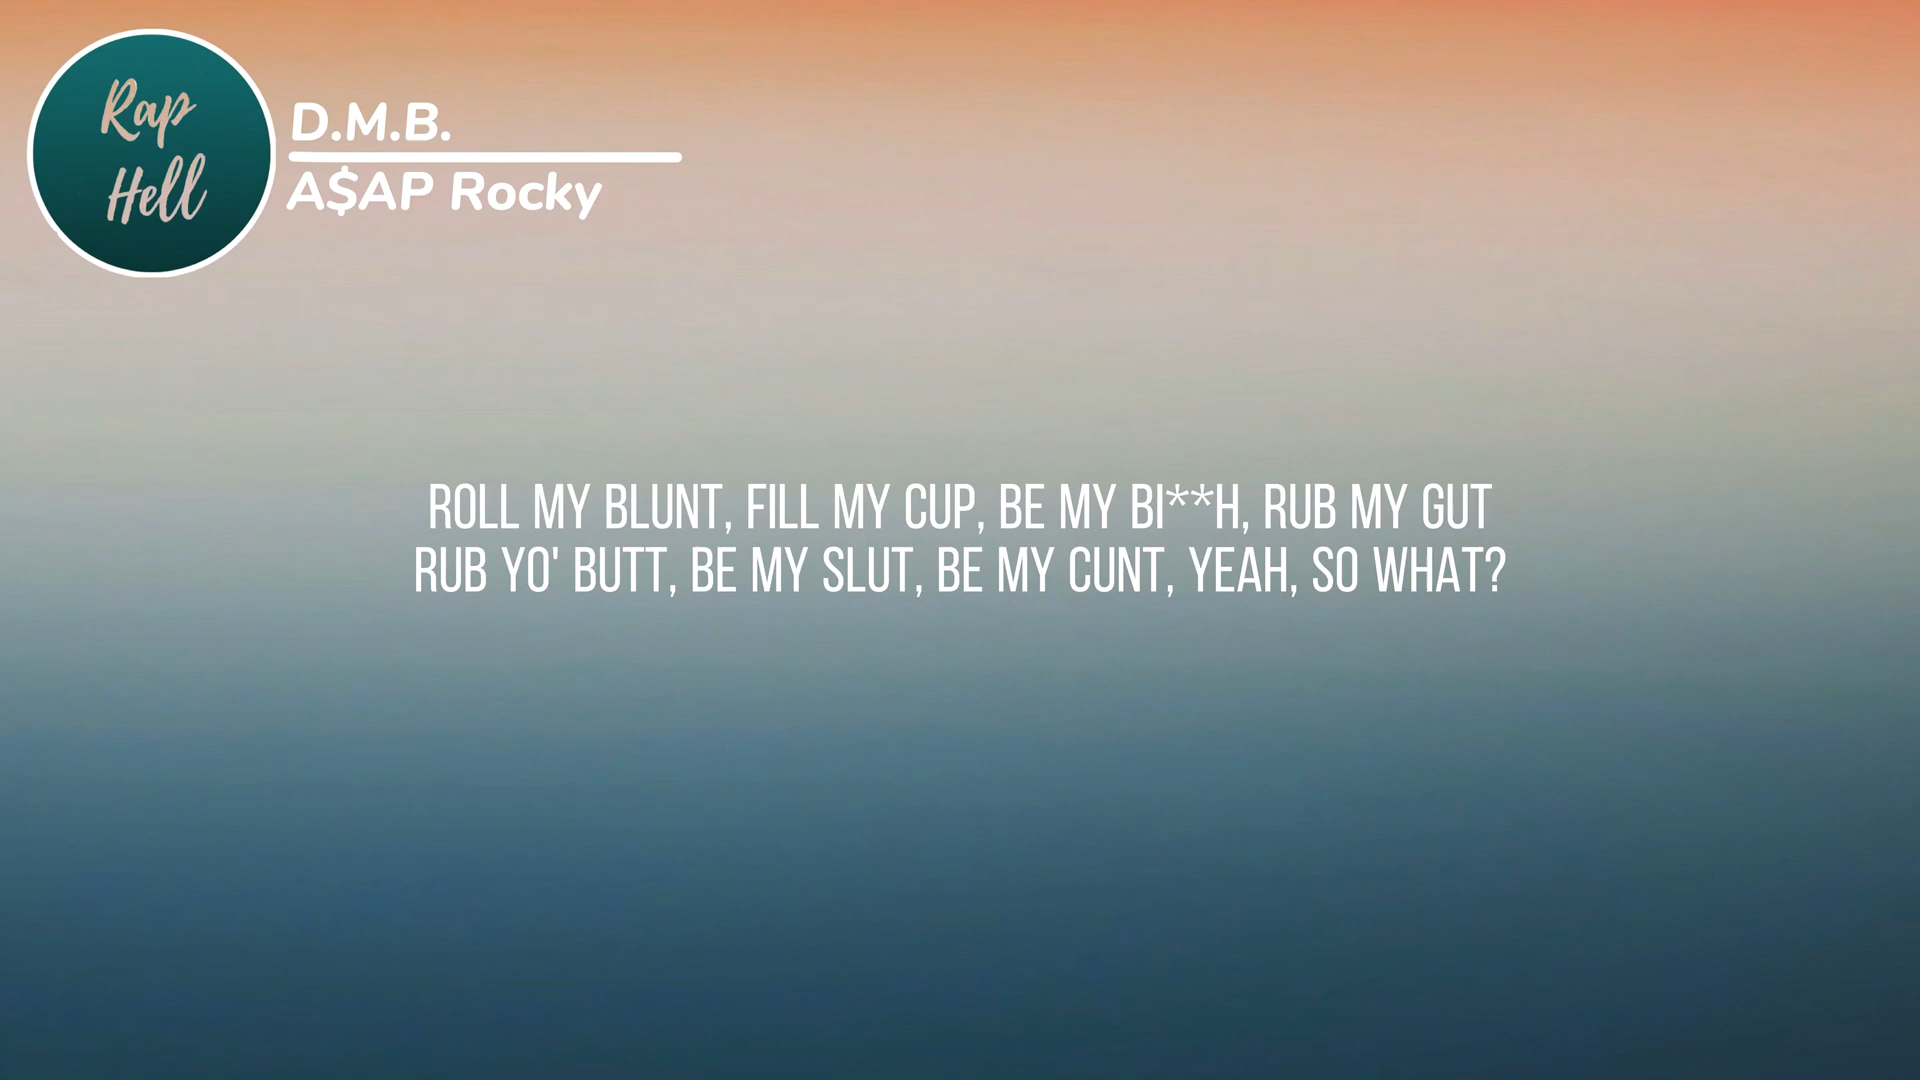 Rap
Hell
D.M.B.
A$AP Rocky
ROLL MY BLUNT, FILL MY CUP, BE MY BI**H, RUB MY GUT
RUB YO' BUTT, BE MY SLUT, BE MY CUNT, YEAH, SO WHAT?